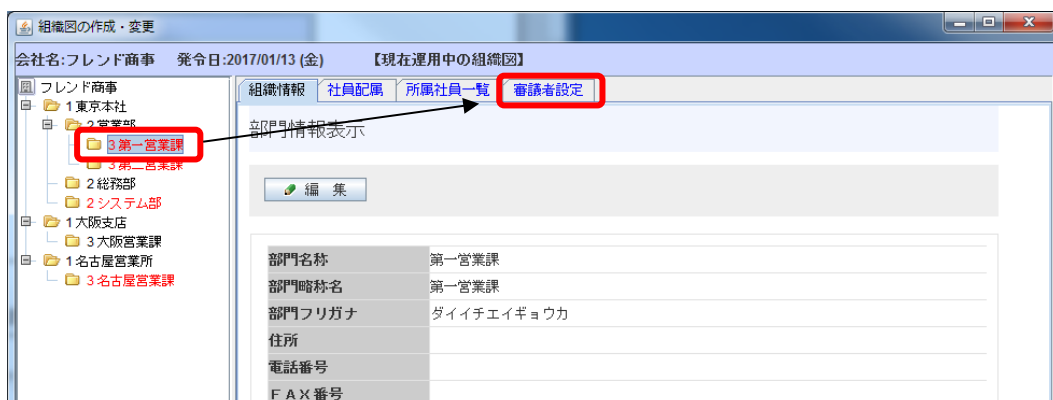 組織図の作成・変更
会社名:フレンド商事 発令日:2017/01/13 (金) 【現在運用中の組織図】
フレンド商事
1東京本社
2営業部
3第一営業課
3第二営業課
2総務部
2システム部
1大阪支店
3大阪営業課
1名古屋営業所
3名古屋営業課
組織情報 社員配属 所属社員一覧 審議者設定
部門情報表示
編 集
部門名称 第一営業課
部門略称名 第一営業課
部門フリガナ ダイイチエイギョウカ
住所
電話番号
ＦＡＸ番号